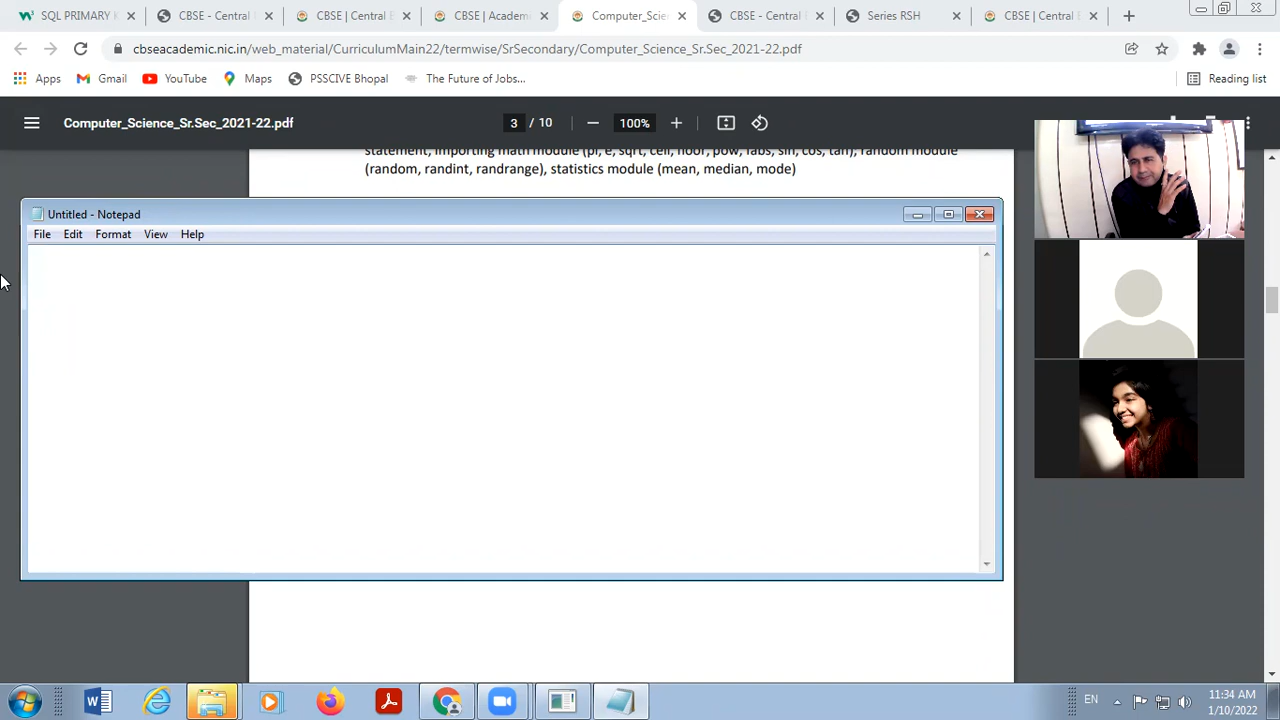 SQL PRIMARY K
CBSE - Central
CBSE | Central E
CBSE | Academ
Computer_Scie
CBSE - Central E
Series RSH
CBSE | Central
cbseacademic.nic.in/web_material/CurriculumMain22/termwise/SrSecondary/Computer_Science_Sr.Sec_2021-22.pdf
Apps
Gmail
YouTube
Maps
PSSCIVE Bhopal
The Future of Jobs...
Reading list
Computer_Science_Sr.Sec_2021-22.pdf
3 / 10
100%
statement, importing math module (pi, e, sqrt, ceil, floor, pow, fabs, sin, cos, tan); random module
(random, randint, randrange), statistics module (mean, median, mode)
Untitled - Notepad
File Edit Format View Help
EN
11:34 AM
1/10/2022